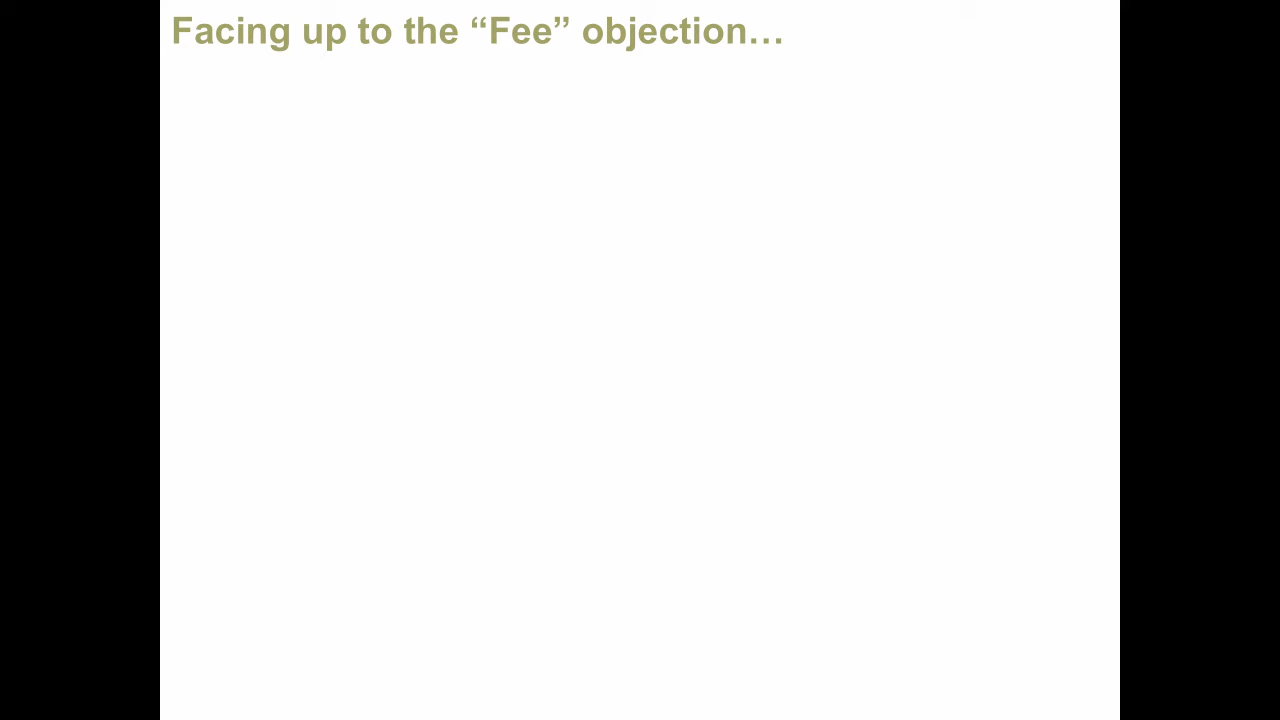 Facing up to the “Fee” objection…